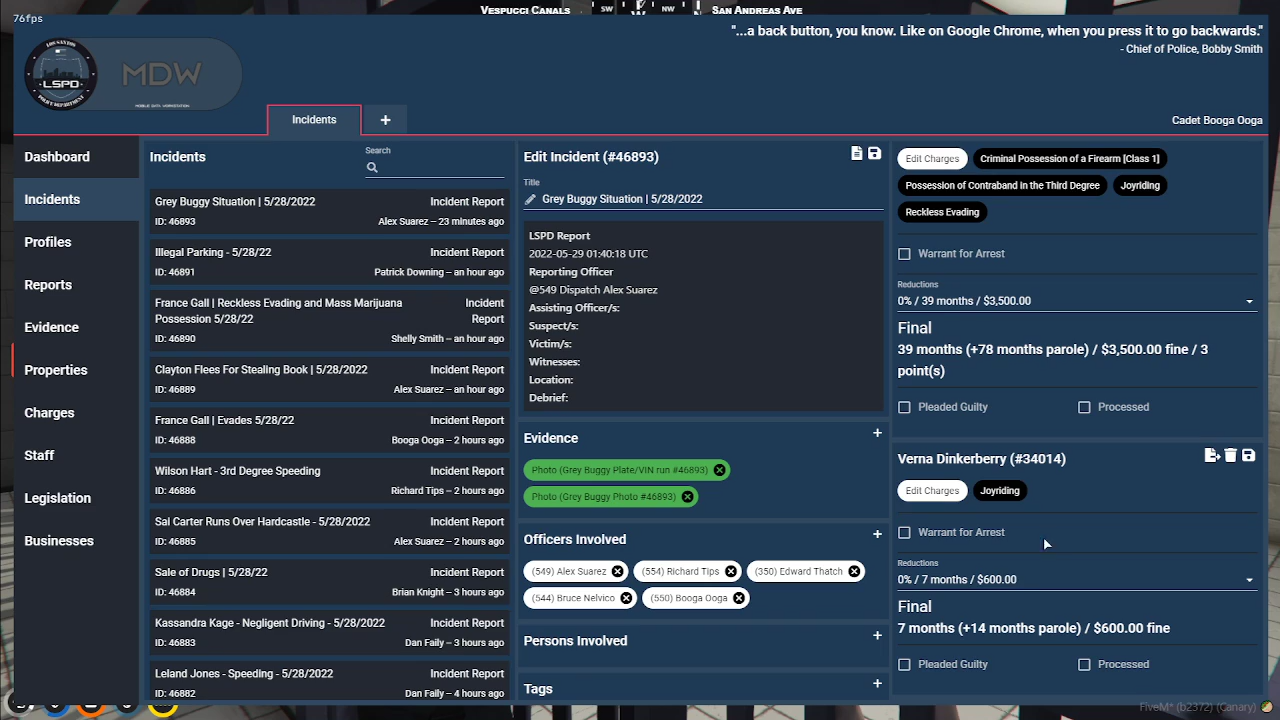 76fps
Vespucci Canals
SW
NW
San Andreas Ave
"...a back button, you know. Like on Google Chrome, when you press it to go backwards."
- Chief of Police, Bobby Smith
LOS SANTOS
LSPD
POLICE DEPARTMENT
MDW
MOBILE DATA WORKSTATION
Incidents
+
Cadet Booga Ooga
Dashboard
Incidents
Profiles
Reports
Evidence
Properties
Charges
Staff
Legislation
Businesses
Incidents
Search
Grey Buggy Situation | 5/28/2022
Incident Report
ID: 46893
Alex Suarez – 23 minutes ago
Illegal Parking - 5/28/22
Incident Report
ID: 46891
Patrick Downing – an hour ago
France Gall | Reckless Evading and Mass Marijuana
Possession 5/28/22
Incident
Report
ID: 46890
Shelly Smith – an hour ago
Clayton Flees For Stealing Book | 5/28/2022
Incident Report
ID: 46889
Alex Suarez – an hour ago
France Gall | Evades 5/28/22
Incident Report
ID: 46888
Booga Ooga – 2 hours ago
Wilson Hart - 3rd Degree Speeding
Incident Report
ID: 46886
Richard Tips – 2 hours ago
Sai Carter Runs Over Hardcastle - 5/28/2022
Incident Report
ID: 46885
Alex Suarez – 2 hours ago
Sale of Drugs | 5/28/22
Incident Report
ID: 46884
Brian Knight – 3 hours ago
Kassandra Kage - Negligent Driving - 5/28/22
Incident Report
ID: 46883
Dan Faily – 3 hours ago
Leland Jones - Speeding - 5/28/22
Incident Report
ID: 46882
Dan Faily – 4 hours ago
Edit Incident (#46893)
Title
Grey Buggy Situation | 5/28/2022
LSPD Report
2022-05-29 01:40:18 UTC
Reporting Officer
@549 Dispatch Alex Suarez
Assisting Officer/s:
Suspect/s:
Victim/s:
Witnesses:
Location:
Debrief:
Evidence
+
Photo (Grey Buggy Plate/VIN run #46893)
Photo (Grey Buggy Photo #46893)
Officers Involved
+
(549) Alex Suarez
(554) Richard Tips
(350) Edward Thatch
(544) Bruce Nelvico
(550) Booga Ooga
Persons Involved
+
Tags
+
Edit Charges
Criminal Possession of a Firearm [Class 1]
Possession of Contraband in the Third Degree
Joyriding
Reckless Evading
Warrant for Arrest
Reductions
0% / 39 months / $3,500.00
Final
39 months (+78 months parole) / $3,500.00 fine / 3
point(s)
Pleaded Guilty
Processed
Verna Dinkerberry (#34014)
Edit Charges
Joyriding
Warrant for Arrest
Reductions
0% / 7 months / $600.00
Final
7 months (+14 months parole) / $600.00 fine
Pleaded Guilty
Processed
FiveM* (b2372) (Canary)